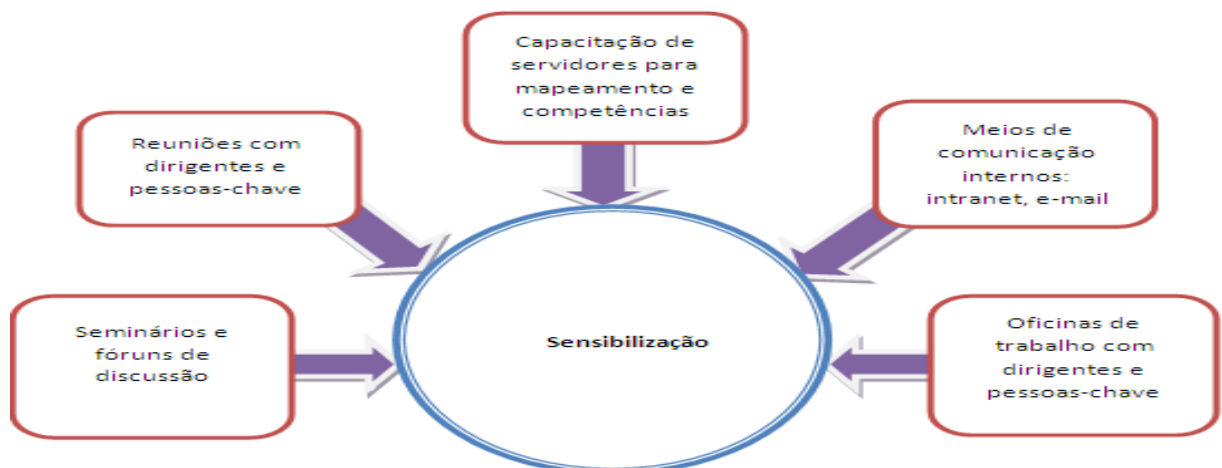 Capacitação de
servidores para
mapeamento e
competências
Reuniões com
dirigentes e
pessoas-chave
Meios de
comunicação
internos:
intranet, e-mail
Seminários e
fóruns de
discussão
Sensibilização
Oficinas de
trabalho com
dirigentes e
pessoas-chave